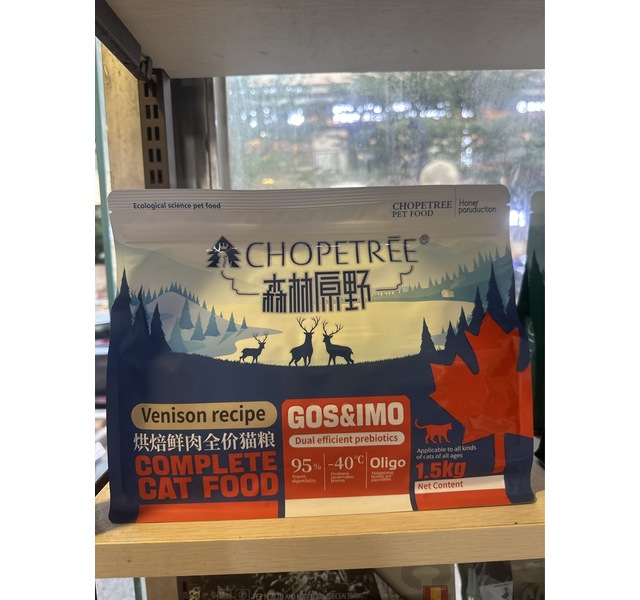 Ecological science pet food
CHOPETREE
PET FOOD
Honer
poruduction
CHOPETRĒE®
森林原野
Venison recipe
烘焙鲜肉全价猫粮
COMPLETE
CAT FOOD
GOS&IMO
Dual efficient prebiotics
95%
-40°C
Oligo
Applicable to all kinds
of cats of all ages
1.5kg
Net Content